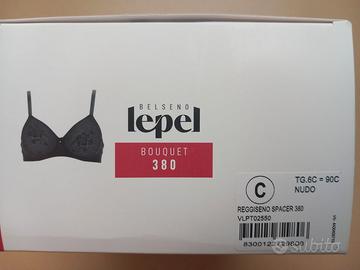 BELSENO
lepel
BOUQUET
380
C
TG.6C = 90C
NUDO
REGGISENO SPACER 380
VLPT02550
subito